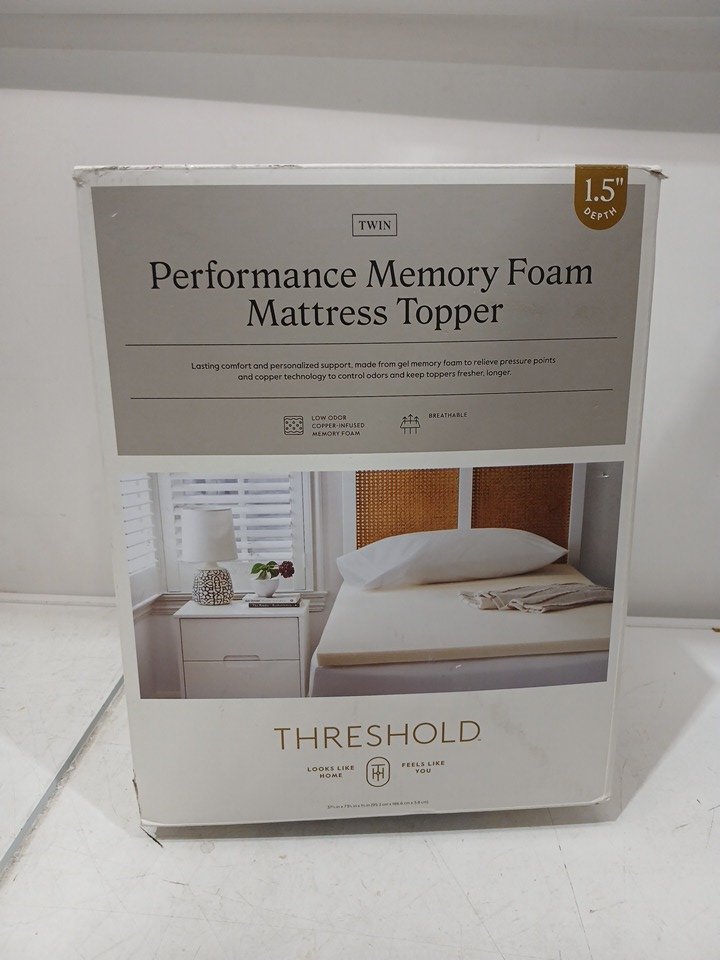 1.5"
DEPTH
TWIN
Performance Memory Foam
Mattress Topper
Lasting comfort and personalized support, made from gel memory foam to relieve pressure points
and copper technology to control odors and keep toppers fresher, longer.
LOW ODOR
COPPER-INFUSED
MEMORY FOAM
BREATHABLE
THRESHOLD™
LOOKS LIKE
HOME
FEELS LIKE
YOU